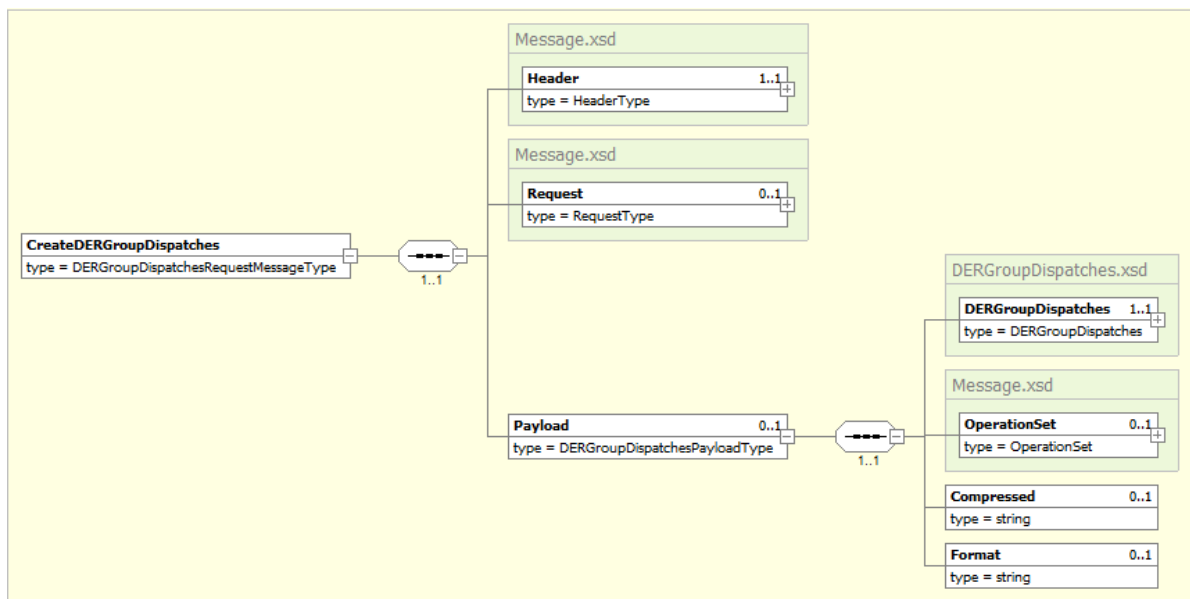 Message.xsd
Header 1..1
type = HeaderType
Message.xsd
Request 0..1
type = RequestType
CreateDERGroupDispatches
type = DERGroupDispatchesRequestMessageType
1..1
DERGroupDispatches.xsd
DERGroupDispatches 1..1
type = DERGroupDispatches
Message.xsd
OperationSet 0..1
type = OperationSet
Payload 0..1
type = DERGroupDispatchesPayloadType
1..1
Compressed 0..1
type = string
Format 0..1
type = string